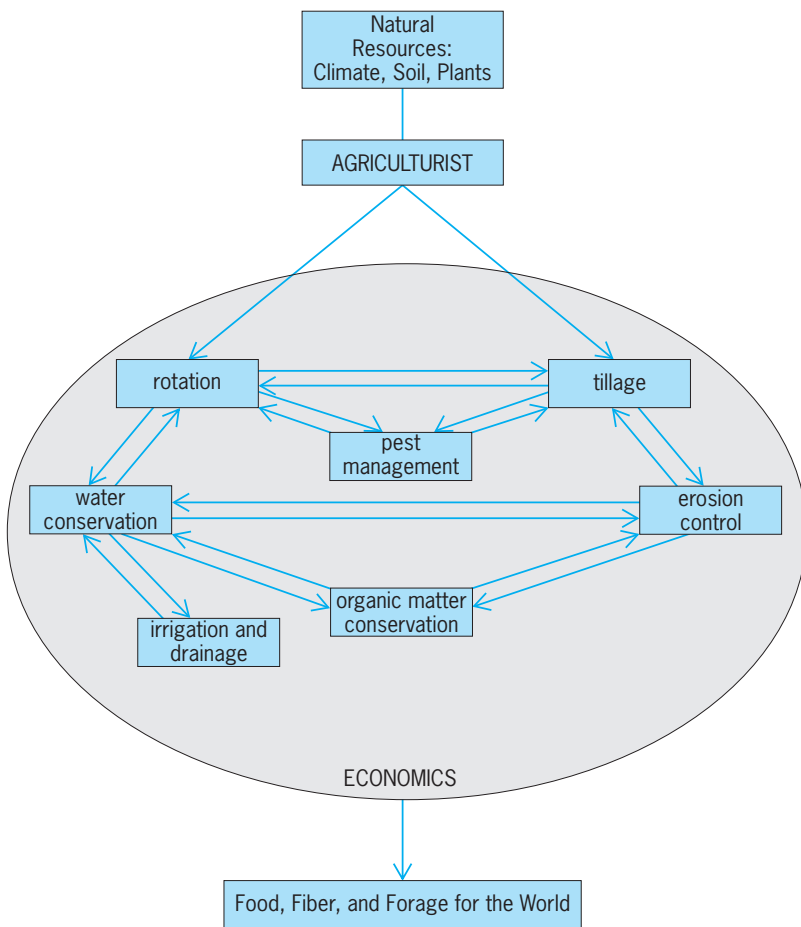 Natural
Resources:
Climate, Soil, Plants
AGRICULTURIST
rotation
tillage
pest
management
water
conservation
erosion
control
organic matter
conservation
irrigation and
drainage
ECONOMICS
Food, Fiber, and Forage for the World